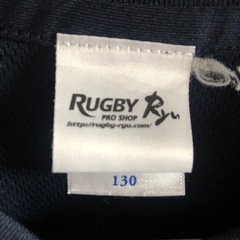 RUGBY Ryu
PRO SHOP
http://rugby-ryu.com/
130